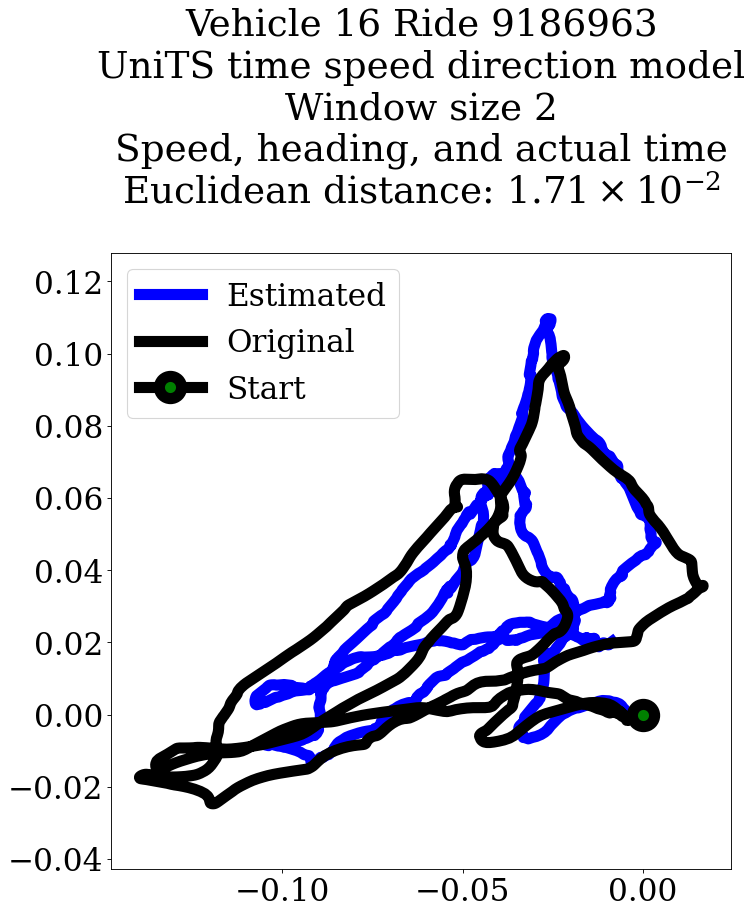 Vehicle 16 Ride 9186963
UniTS time speed direction model
Window size 2
Speed, heading, and actual time
Euclidean distance: 1.71 × 10⁻²
0.12
0.10
0.08
0.06
0.04
0.02
0.00
−0.02
−0.04
Estimated
Original
Start
−0.10 −0.05 0.00